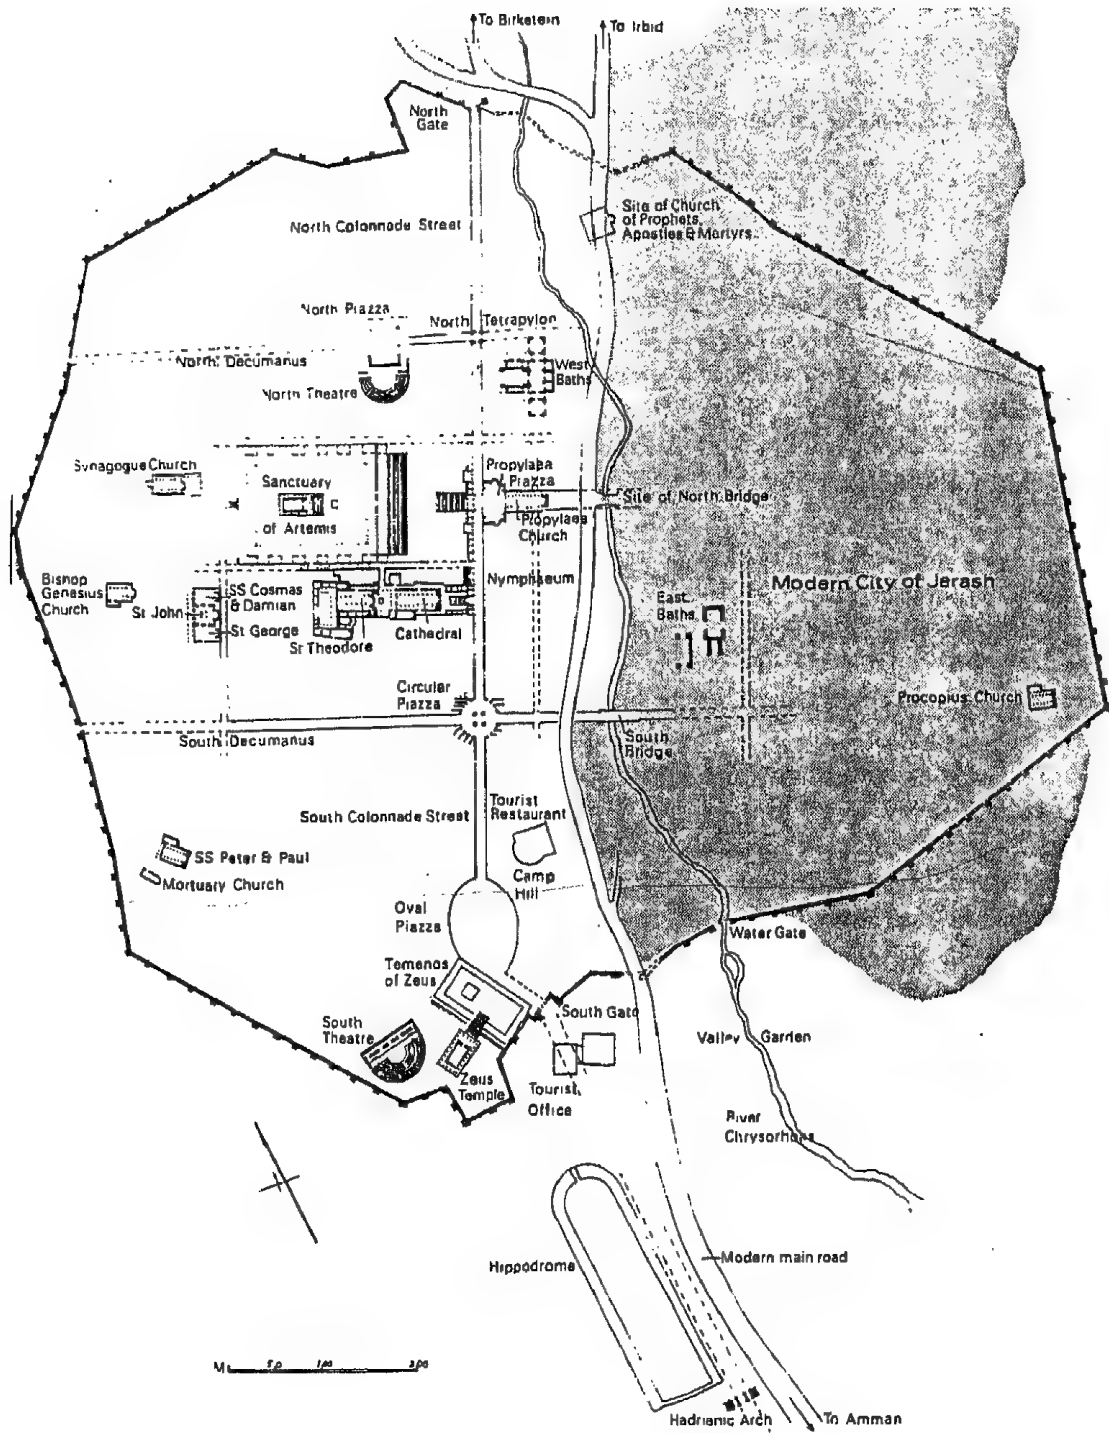 To Birketein
To Irbid
North
Gate
Site of Church
of Prophets,
Apostles & Martyrs
North Colonnade Street
North Piazza
North Tetrapylon
North Decumanus
West
Baths
North Theatre
Synagogue Church
Sanctuary
of Artemis
Propylaea
Piazza
Site of North Bridge
Propylaea
Church
Bishop
Genesius
Church
SS Cosmas
& Damian
St John
St George
St Theodore
Cathedral
Nymphaeum
Modern City of Jerash
East
Baths
Circular
Piazza
Procopius Church
South Decumanus
South
Bridge
South Colonnade Street
Tourist
Restaurant
SS Peter & Paul
Mortuary Church
Camp
Hill
Oval
Piazza
Water Gate
Temenos
of Zeus
South Gate
South
Theatre
Valley Garden
Zeus
Temple
Tourist
Office
River
Chrysorhoas
Hippodrome
Modern main road
M 50 100 200
Hadrianic Arch
To Amman